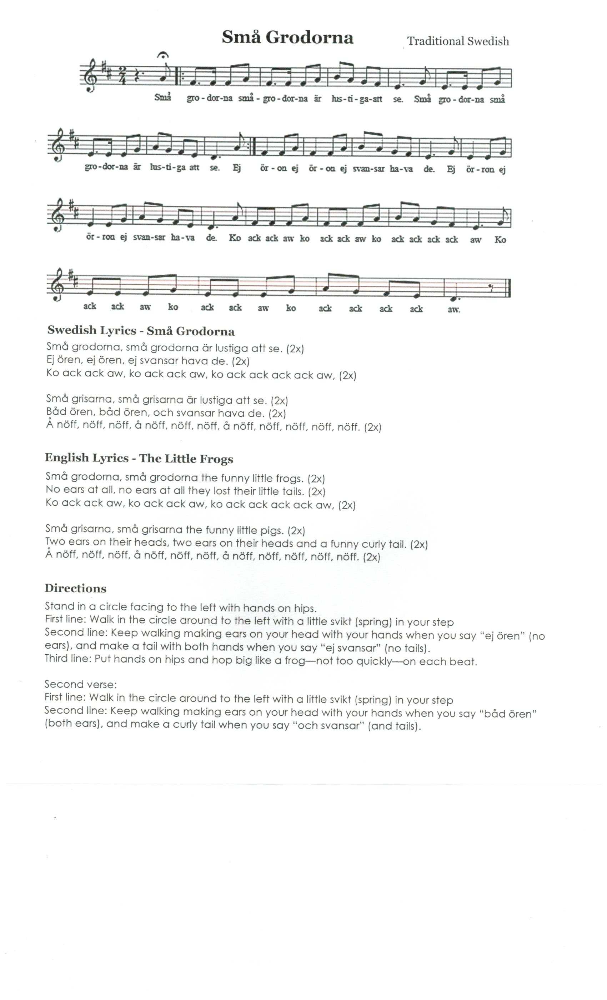 Små Grodorna
Traditional Swedish
Små gro - dor-na små - gro - dor-na är lus-ti-ga-att se. Små gro - dor-na små
gro-dor-na är lus-ti-ga att se. Ej ör - on ej ör - on ej svan-sar ha-va de. Ej ör - ron ej
ör - ron ej svan-sar ha-va de. Ko ack ack aw ko ack ack aw ko ack ack ack ack aw Ko
ack ack aw ko ack ack aw ko ack ack ack ack aw.
Swedish Lyrics - Små Grodorna
Små grodorna, små grodorna är lustiga att se. (2x)
Ej ören, ej ören, ej svansar hava de. (2x)
Ko ack ack aw, ko ack ack aw, ko ack ack ack ack aw, (2x)
Små grisarna, små grisarna är lustiga att se. (2x)
Båd ören, båd ören, och svansar hava de. (2x)
Å nöff, nöff, nöff, å nöff, nöff, nöff, å nöff, nöff, nöff, nöff, nöff. (2x)
English Lyrics - The Little Frogs
Små grodorna, små grodorna the funny little frogs. (2x)
No ears at all, no ears at all they lost their little tails. (2x)
Ko ack ack aw, ko ack ack aw, ko ack ack ack ack aw, (2x)
Små grisarna, små grisarna the funny little pigs. (2x)
Two ears on their heads, two ears on their heads and a funny curly tail. (2x)
Å nöff, nöff, nöff, å nöff, nöff, nöff, å nöff, nöff, nöff, nöff, nöff. (2x)
Directions
Stand in a circle facing to the left with hands on hips.
First line: Walk in the circle around to the left with a little svikt (spring) in your step
Second line: Keep walking making ears on your head with your hands when you say “ej ören” (no
ears), and make a tail with both hands when you say “ej svansar” (no tails).
Third line: Put hands on hips and hop big like a frog—not too quickly—on each beat.
Second verse:
First line: Walk in the circle around to the left with a little svikt (spring) in your step
Second line: Keep walking making ears on your head with your hands when you say “båd ören”
(both ears), and make a curly tail when you say “och svansar” (and tails).